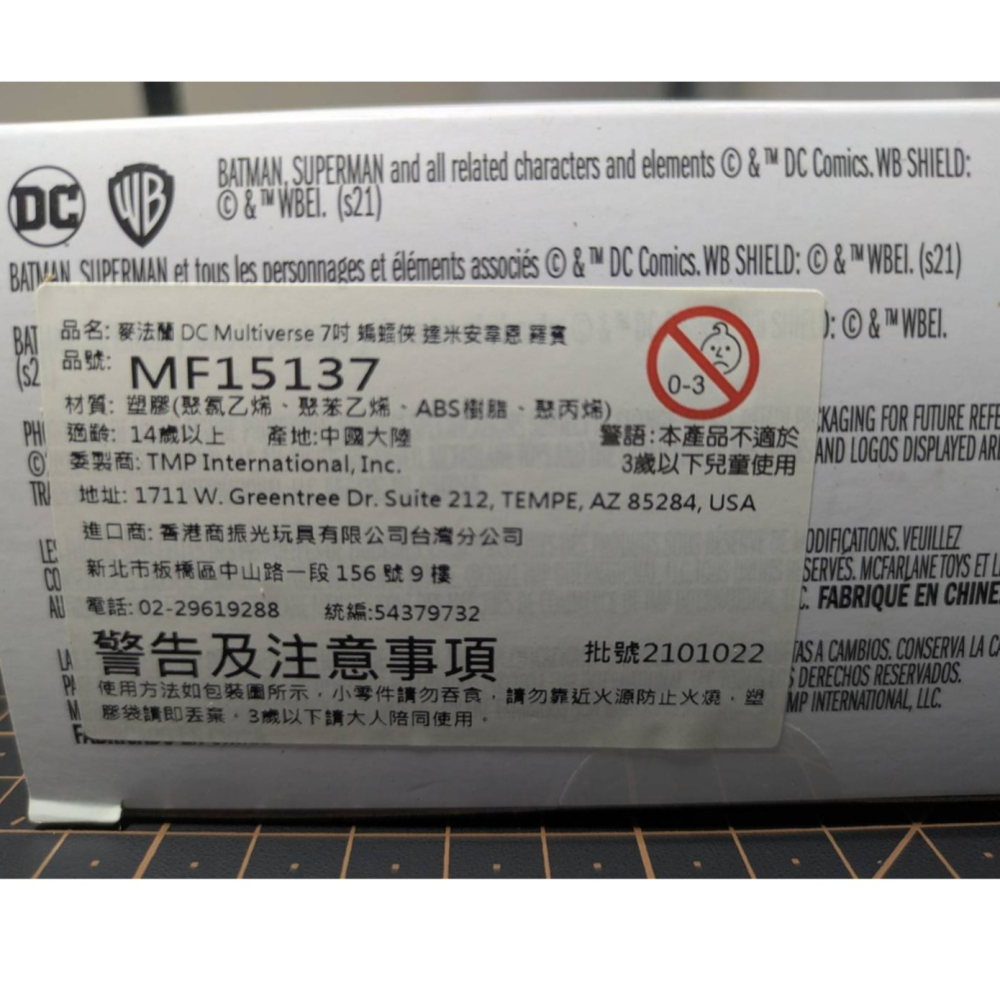 DC WB
BATMAN, SUPERMAN and all related characters and elements © & ™ DC Comics. WB SHIELD:
© & ™ WBEI. (s21)
BATMAN, SUPERMAN et tous les personnages et éléments associés © & ™ DC Comics. WB SHIELD: © & ™ WBEI. (s21)
BAT
: © & ™ WBEI.
(s2
品名: 麥法蘭 DC Multiverse 7吋 蝙蝠俠 達米安韋恩 羅賓
品號: MF15137
0-3
材質: 塑膠(聚氯乙烯、聚苯乙烯、ABS樹脂、聚丙烯)
適齡: 14歲以上 產地:中國大陸
警語:本產品不適於
3歲以下兒童使用
委製商: TMP International, Inc.
地址: 1711 W. Greentree Dr. Suite 212, TEMPE, AZ 85284, USA
進口商: 香港商振光玩具有限公司台灣分公司
新北市板橋區中山路一段 156 號 9 樓
電話: 02-29619288 統編:54379732
警告及注意事項 批號2101022
使用方法如包裝圖所示，小零件請勿吞食，請勿靠近火源防止火燒，塑
膠袋請即丟棄。3歲以下請大人陪同使用。
PH
©
TR
CKAGING FOR FUTURE REFE
AND LOGOS DISPLAYED ARE
LE
CO
AU
ODIFICATIONS. VEUILLEZ
SERVÉS. MCFARLANE TOYS ET L
. FABRIQUÉ EN CHINE
LA
PA
M
TAS A CAMBIOS. CONSERVA LA CA
S DERECHOS RESERVADOS.
MP INTERNATIONAL, LLC.